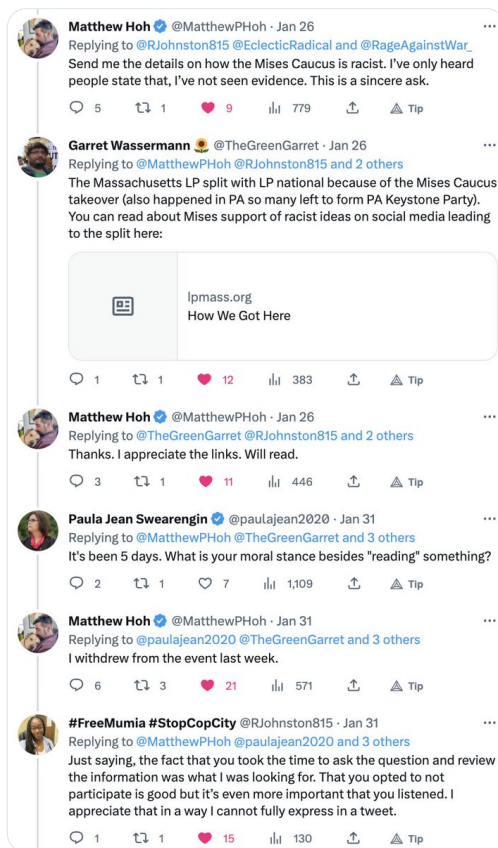 Matthew Hoh @MatthewPHoh · Jan 26
Replying to @RJohnston815 @EclecticRadical and @RageAgainstWar_
Send me the details on how the Mises Caucus is racist. I've only heard
people state that, I've not seen evidence. This is a sincere ask.
5 1 9 779 Tip
Garret Wassermann 🌻 @TheGreenGarret · Jan 26
Replying to @MatthewPHoh @RJohnston815 and 2 others
The Massachusetts LP split with LP national because of the Mises Caucus
takeover (also happened in PA so many left to form PA Keystone Party).
You can read about Mises support of racist ideas on social media leading
to the split here:
lpmass.org
How We Got Here
1 1 12 383 Tip
Matthew Hoh @MatthewPHoh · Jan 26
Replying to @TheGreenGarret @RJohnston815 and 2 others
Thanks. I appreciate the links. Will read.
3 1 11 446 Tip
Paula Jean Swearengin @paulajean2020 · Jan 31
Replying to @MatthewPHoh @TheGreenGarret and 3 others
It's been 5 days. What is your moral stance besides "reading" something?
2 1 7 1,109 Tip
Matthew Hoh @MatthewPHoh · Jan 31
Replying to @paulajean2020 @TheGreenGarret and 3 others
I withdrew from the event last week.
6 3 21 571 Tip
#FreeMumia #StopCopCity @RJohnston815 · Jan 31
Replying to @MatthewPHoh @paulajean2020 and 3 others
Just saying, the fact that you took the time to ask the question and review
the information was what I was looking for. That you opted to not
participate is good but it's even more important that you listened. I
appreciate that in a way I cannot fully express in a tweet.
1 1 15 130 Tip